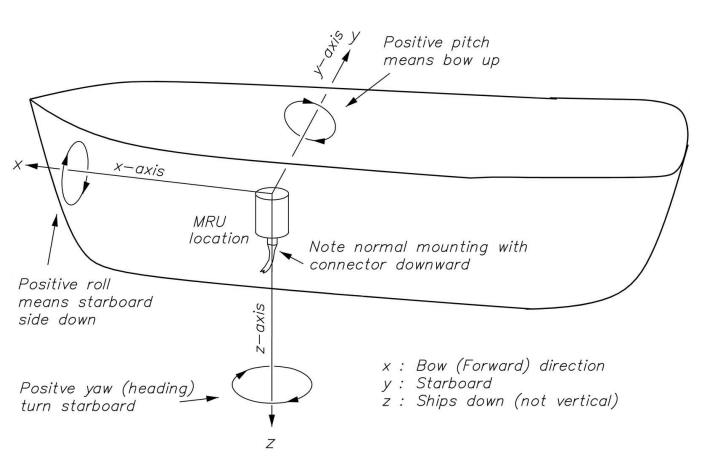 y-axis
y
Positive pitch
means bow up
x
x-axis
MRU
location
Note normal mounting with
connector downward
Positive roll
means starboard
side down
z-axis
x : Bow (Forward) direction
y : Starboard
z : Ships down (not vertical)
Positve yaw (heading)
turn starboard
z